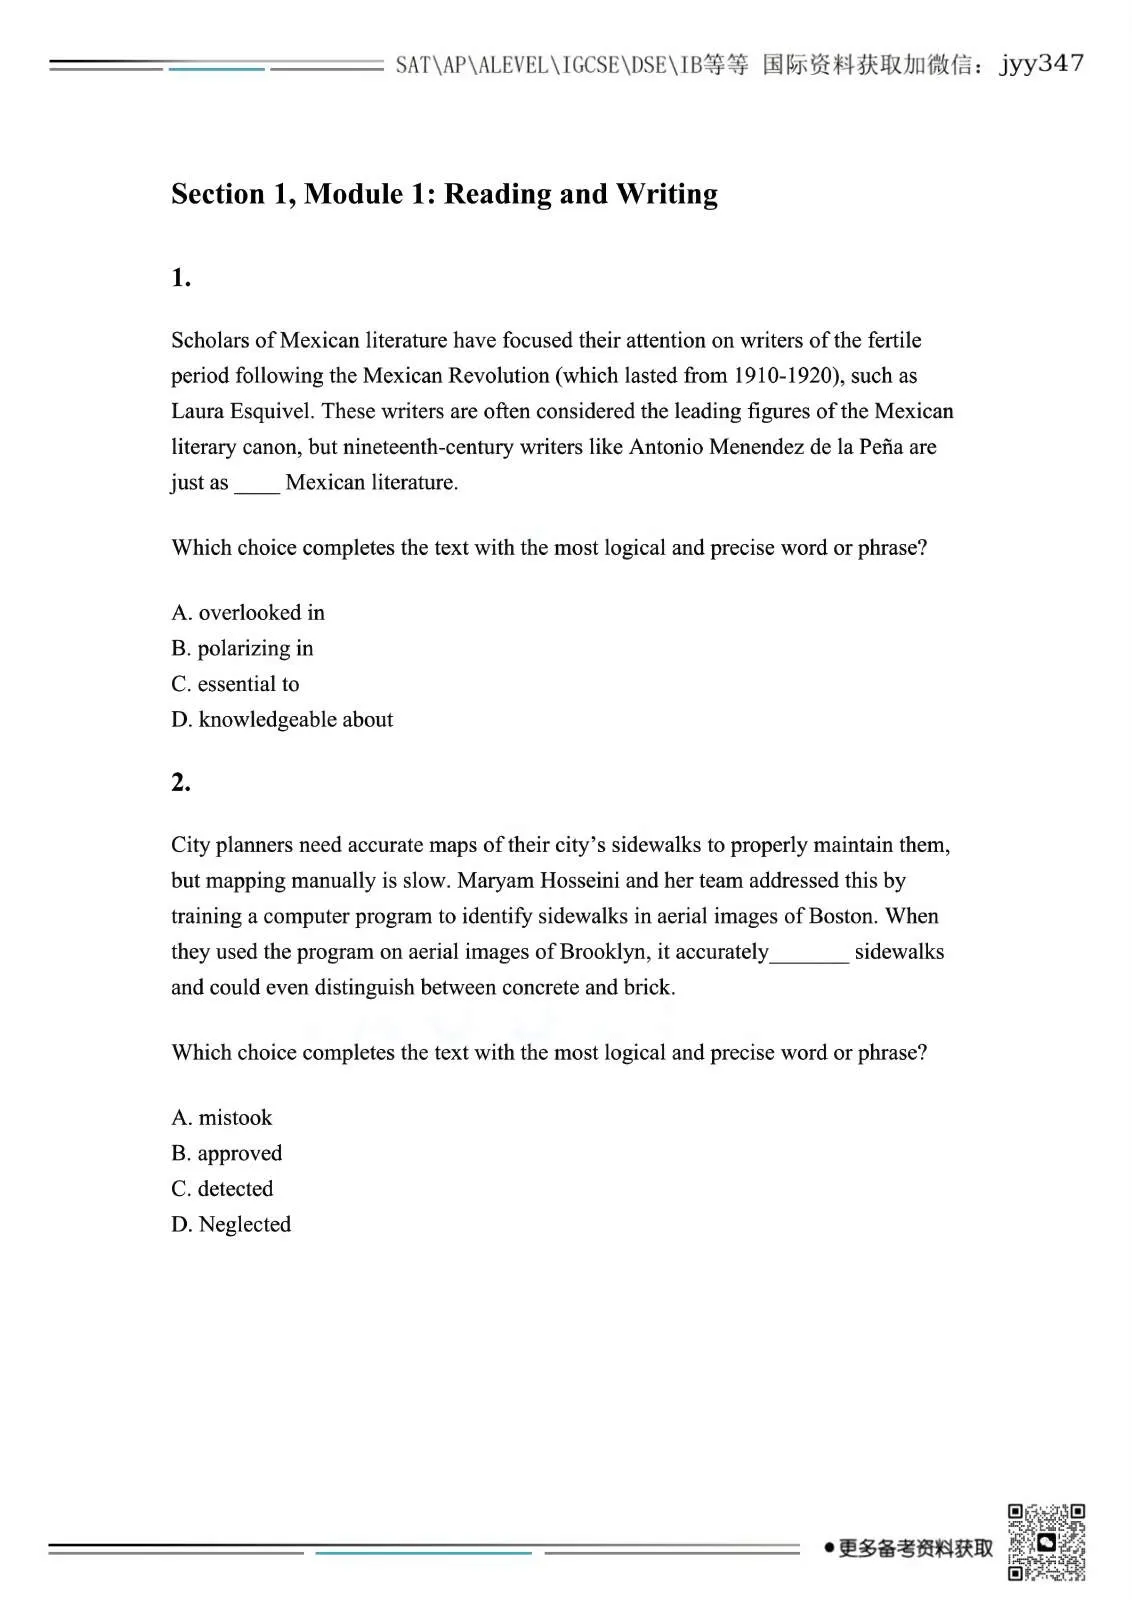 SAT\AP\ALEVEL\IGCSE\DSE\IB等等 国际资料获取加微信：jyy347
Section 1, Module 1: Reading and Writing
1.
Scholars of Mexican literature have focused their attention on writers of the fertile
period following the Mexican Revolution (which lasted from 1910-1920), such as
Laura Esquivel. These writers are often considered the leading figures of the Mexican
literary canon, but nineteenth-century writers like Antonio Menendez de la Peña are
just as ____ Mexican literature.
Which choice completes the text with the most logical and precise word or phrase?
A. overlooked in
B. polarizing in
C. essential to
D. knowledgeable about
2.
City planners need accurate maps of their city’s sidewalks to properly maintain them,
but mapping manually is slow. Maryam Hosseini and her team addressed this by
training a computer program to identify sidewalks in aerial images of Boston. When
they used the program on aerial images of Brooklyn, it accurately_______ sidewalks
and could even distinguish between concrete and brick.
Which choice completes the text with the most logical and precise word or phrase?
A. mistook
B. approved
C. detected
D. Neglected
●更多备考资料获取